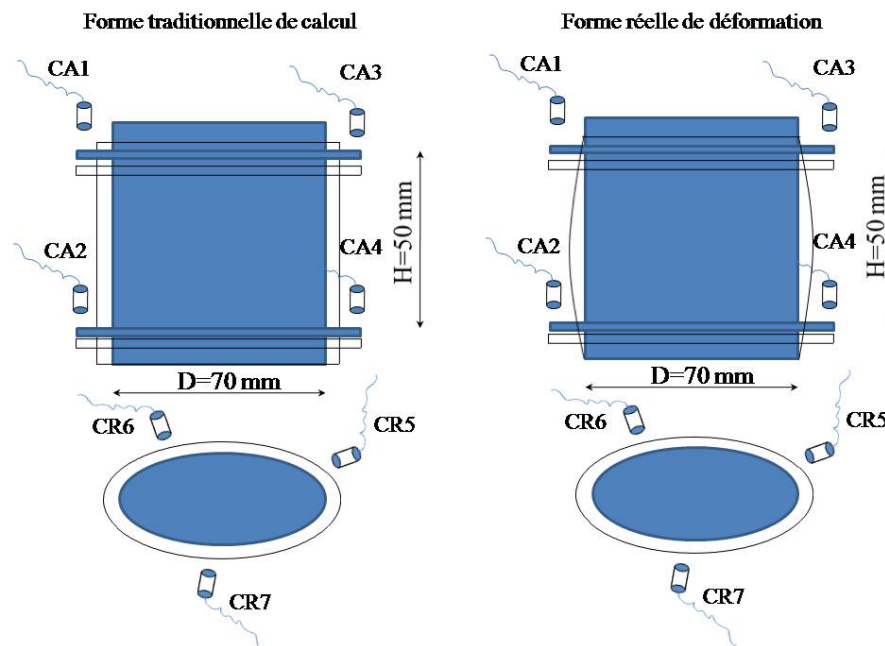 Forme traditionnelle de calcul
CA1
CA3
CA2
CA4
H=50 mm
D=70 mm
CR6
CR5
CR7
Forme réelle de déformation
CA1
CA3
CA2
CA4
H=50 mm
D=70 mm
CR6
CR5
CR7